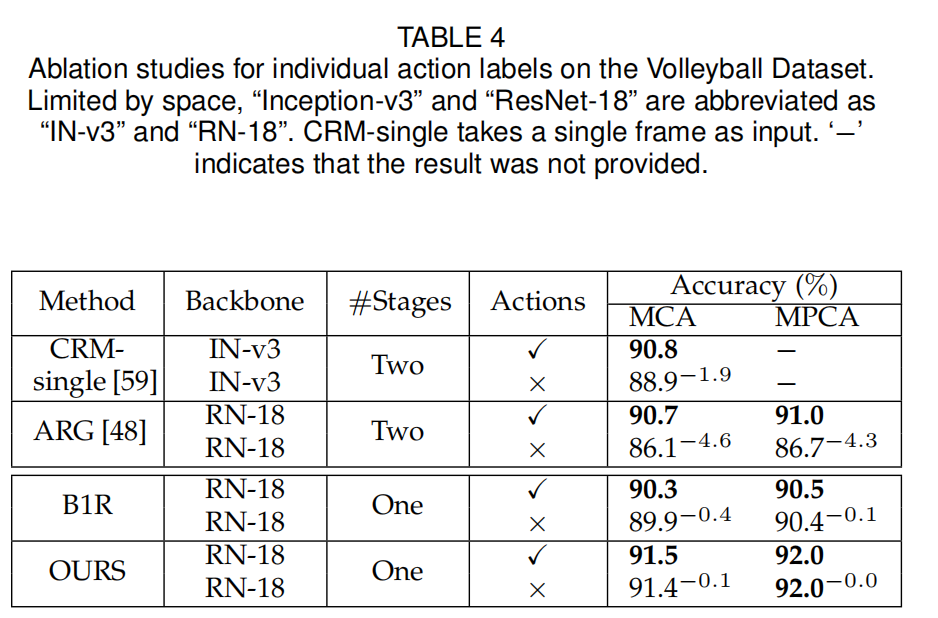 TABLE 4
Ablation studies for individual action labels on the Volleyball Dataset.
Limited by space, “Inception-v3” and “ResNet-18” are abbreviated as
“IN-v3” and “RN-18”. CRM-single takes a single frame as input. ‘−’
indicates that the result was not provided.
Method Backbone #Stages Actions Accuracy (%)
MCA MPCA
CRM-single [59] IN-v3 Two ✓ 90.8 −
IN-v3 × 88.9−1.9 −
ARG [48] RN-18 Two ✓ 90.7 91.0
RN-18 × 86.1−4.6 86.7−4.3
B1R RN-18 One ✓ 90.3 90.5
RN-18 × 89.9−0.4 90.4−0.1
OURS RN-18 One ✓ 91.5 92.0
RN-18 × 91.4−0.1 92.0−0.0